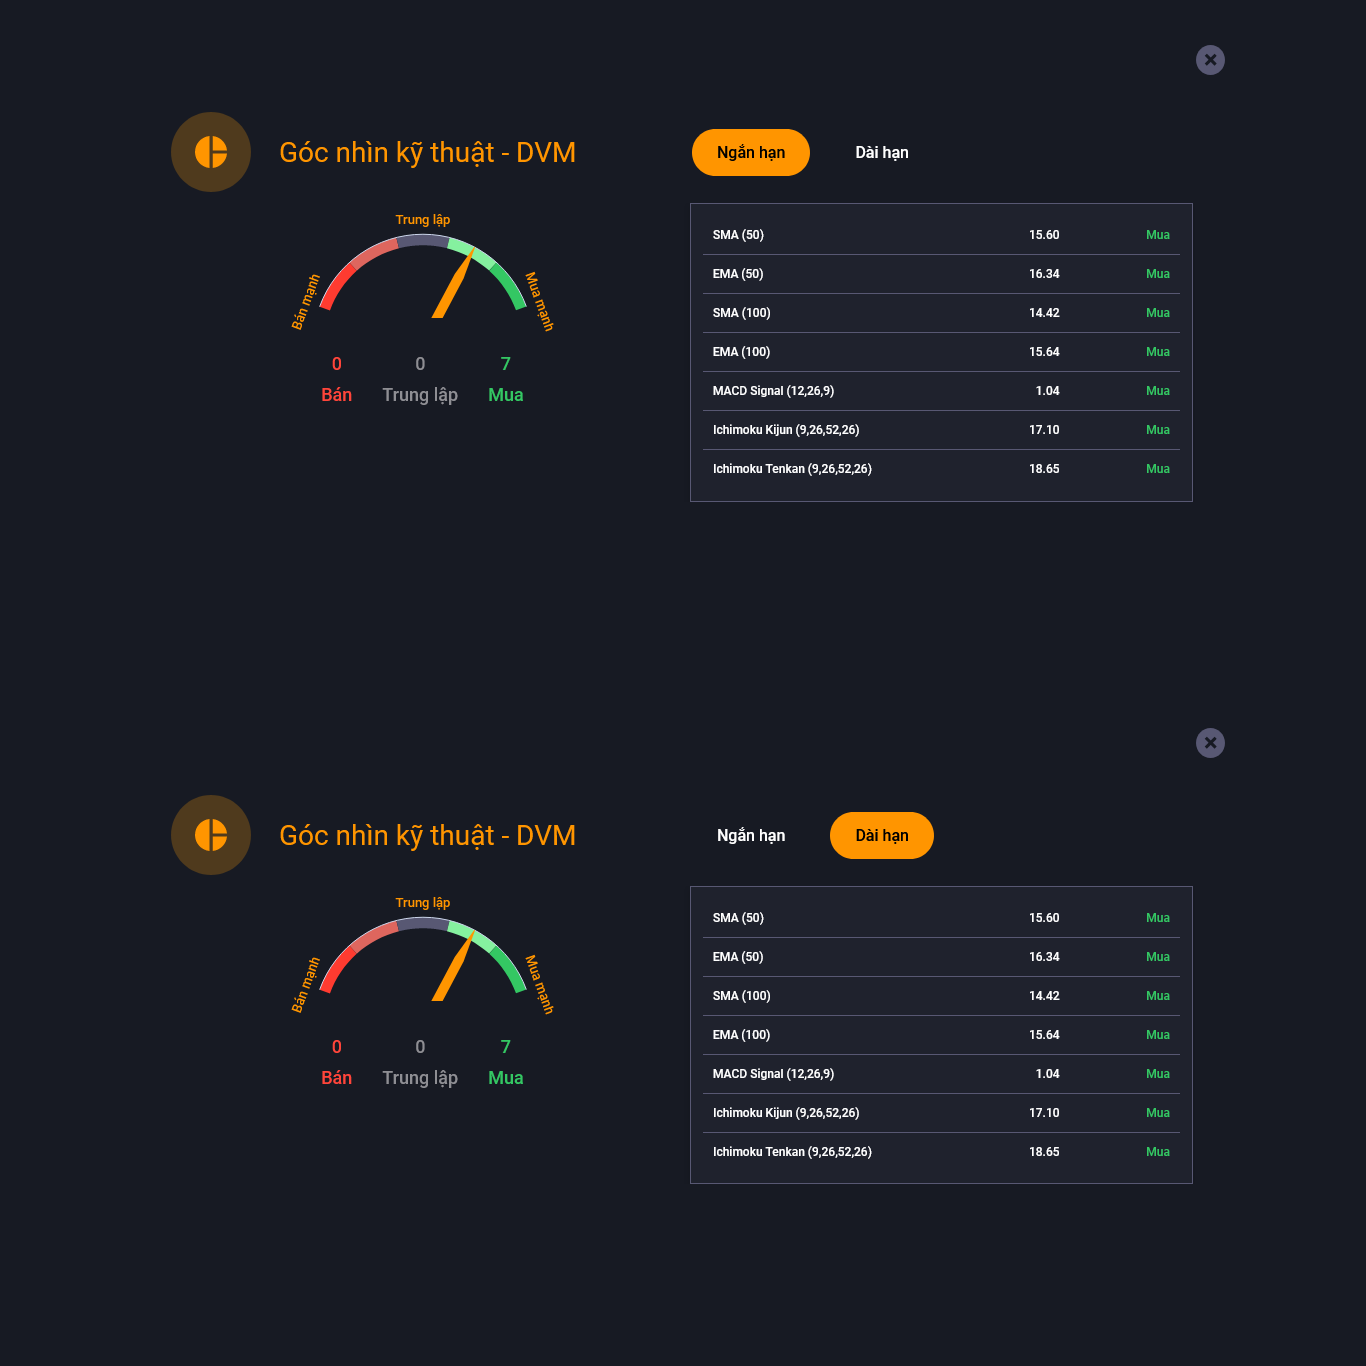 Góc nhìn kỹ thuật - DVM
Ngắn hạn Dài hạn
Trung lập
Bán mạnh
Mua mạnh
0 0 7
Bán Trung lập Mua
SMA (50) 15.60 Mua
EMA (50) 16.34 Mua
SMA (100) 14.42 Mua
EMA (100) 15.64 Mua
MACD Signal (12,26,9) 1.04 Mua
Ichimoku Kijun (9,26,52,26) 17.10 Mua
Ichimoku Tenkan (9,26,52,26) 18.65 Mua
Góc nhìn kỹ thuật - DVM
Ngắn hạn Dài hạn
Trung lập
Bán mạnh
Mua mạnh
0 0 7
Bán Trung lập Mua
SMA (50) 15.60 Mua
EMA (50) 16.34 Mua
SMA (100) 14.42 Mua
EMA (100) 15.64 Mua
MACD Signal (12,26,9) 1.04 Mua
Ichimoku Kijun (9,26,52,26) 17.10 Mua
Ichimoku Tenkan (9,26,52,26) 18.65 Mua